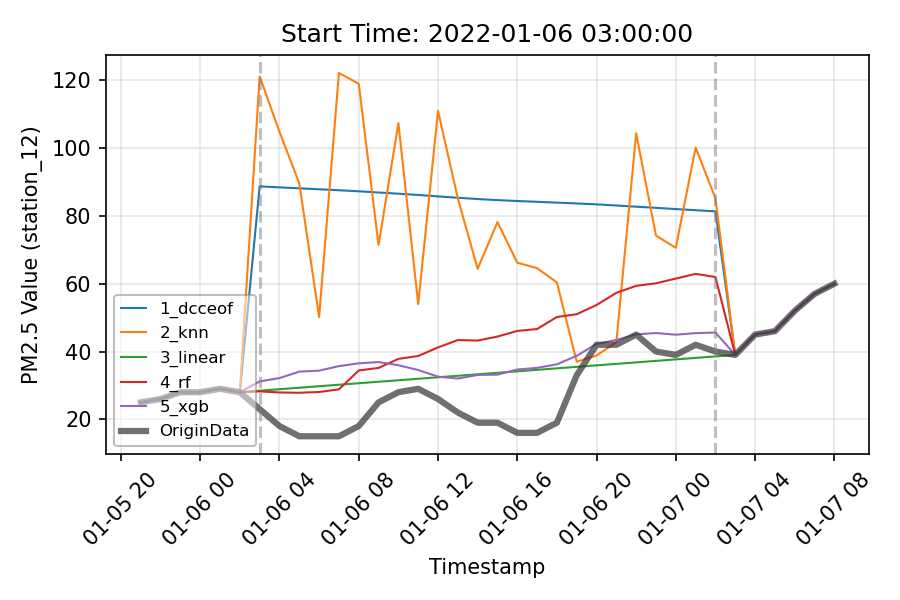 Start Time: 2022-01-06 03:00:00
PM2.5 Value (station_12)
120
100
80
60
40
20
1_dcceof
2_knn
3_linear
4_rf
5_xgb
OriginData
01-05 20
01-06 00
01-06 04
01-06 08
01-06 12
01-06 16
01-06 20
01-07 00
01-07 04
01-07 08
Timestamp